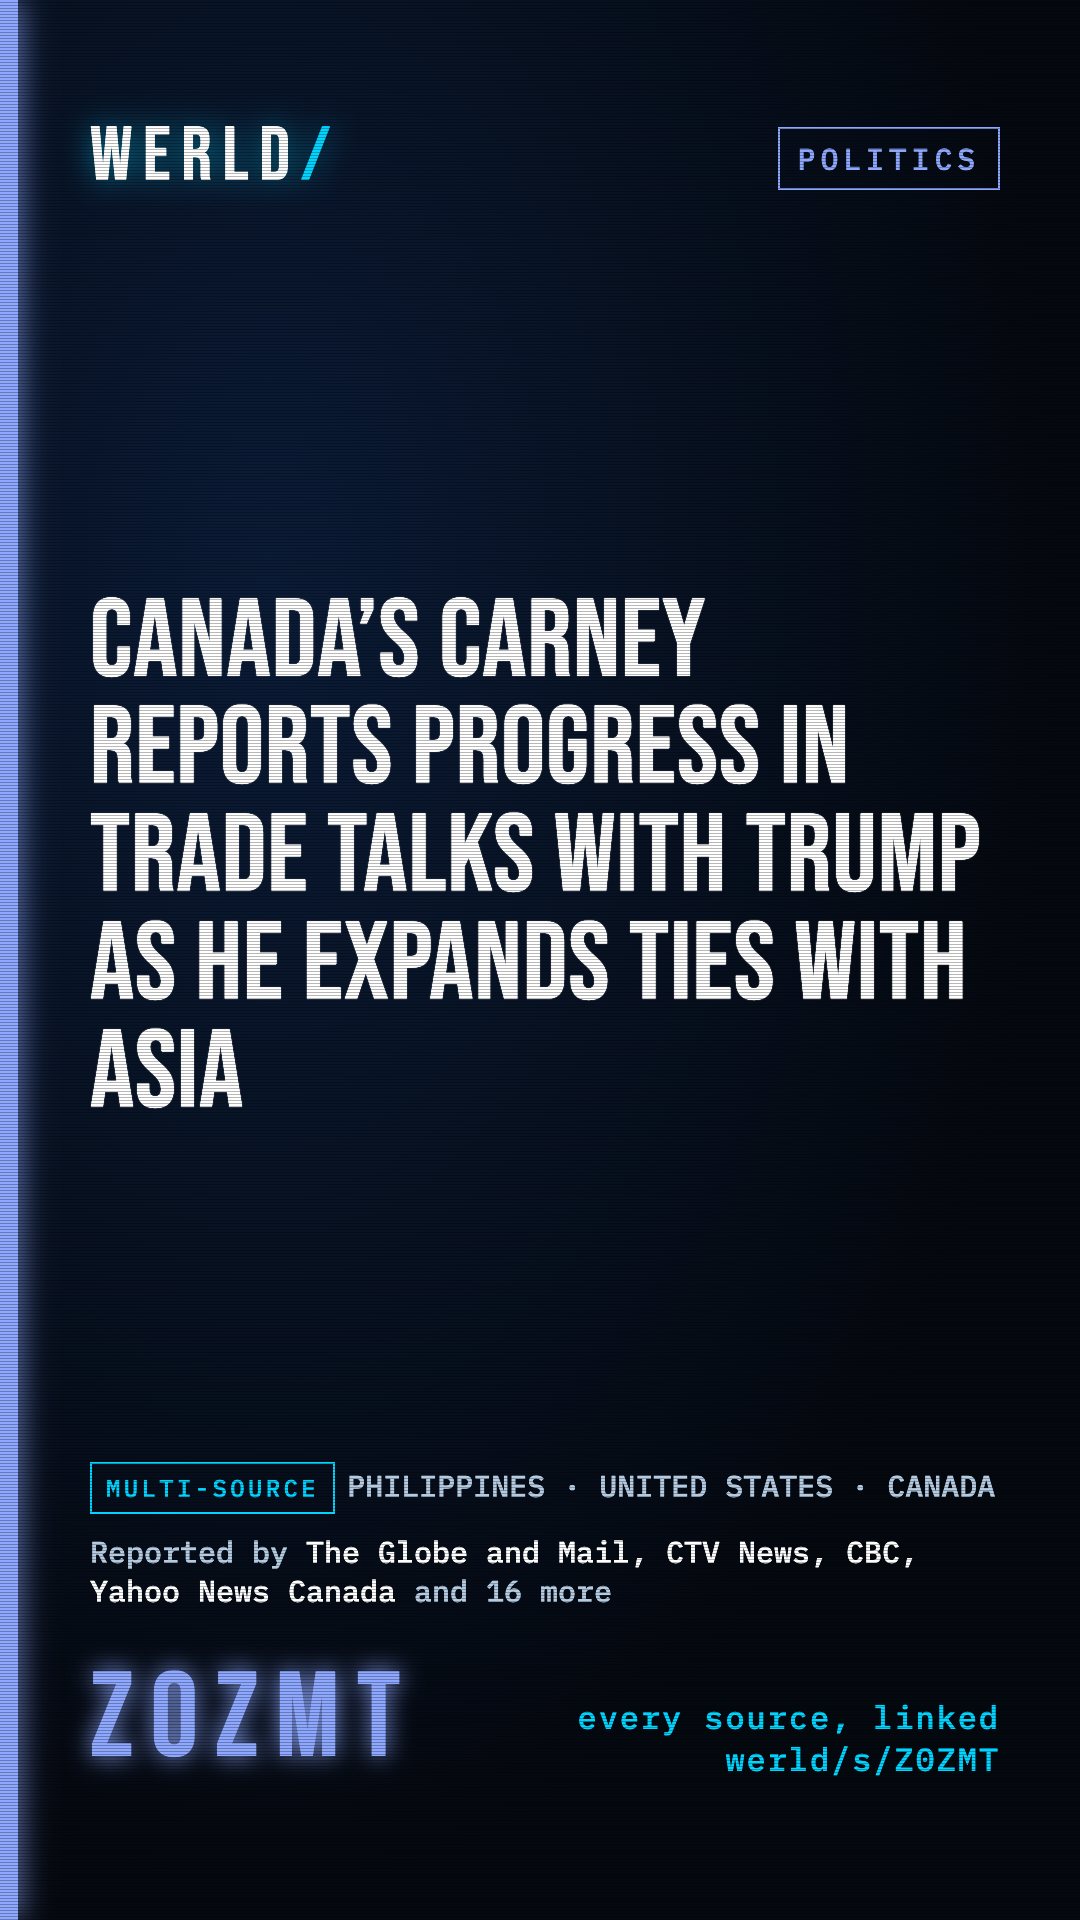 WERLD/
POLITICS
CANADA’S CARNEY
REPORTS PROGRESS IN
TRADE TALKS WITH TRUMP
AS HE EXPANDS TIES WITH
ASIA
MULTI-SOURCE PHILIPPINES · UNITED STATES · CANADA
Reported by The Globe and Mail, CTV News, CBC,
Yahoo News Canada and 16 more
Z0ZMT
every source, linked
werld/s/Z0ZMT